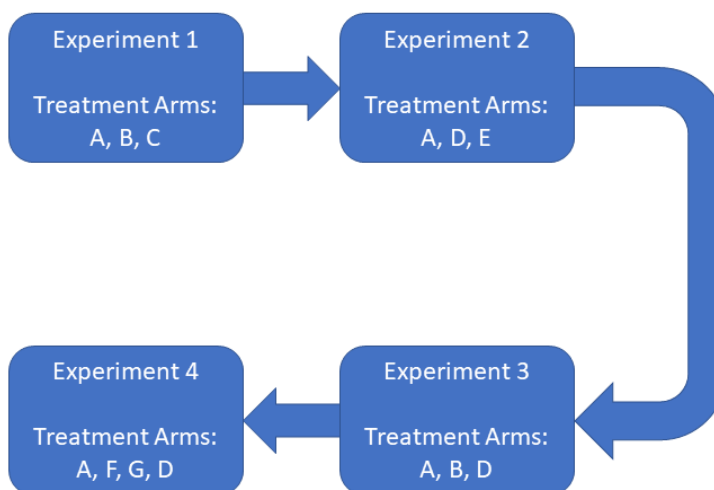 Experiment 1
Treatment Arms:
A, B, C
Experiment 2
Treatment Arms:
A, D, E
Experiment 3
Treatment Arms:
A, B, D
Experiment 4
Treatment Arms:
A, F, G, D